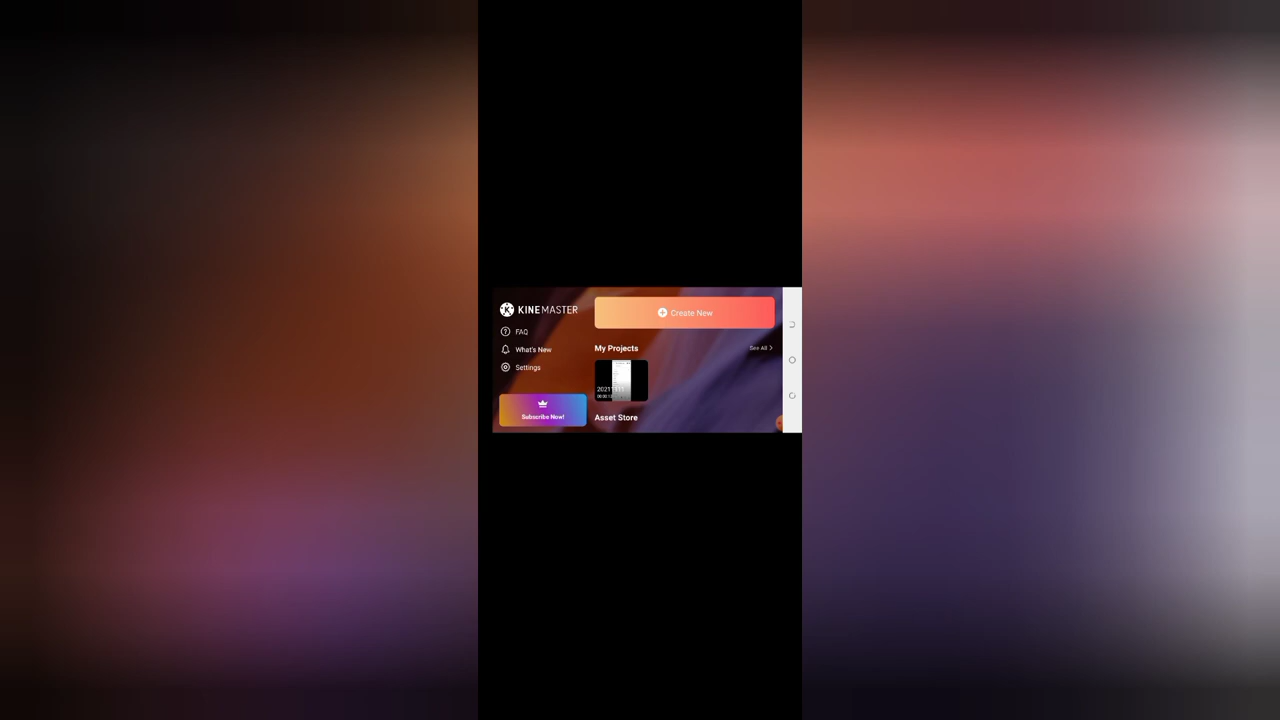 KINEMASTER
FAQ
What's New
Settings
Subscribe Now!
Create New
My Projects
See All
Asset Store